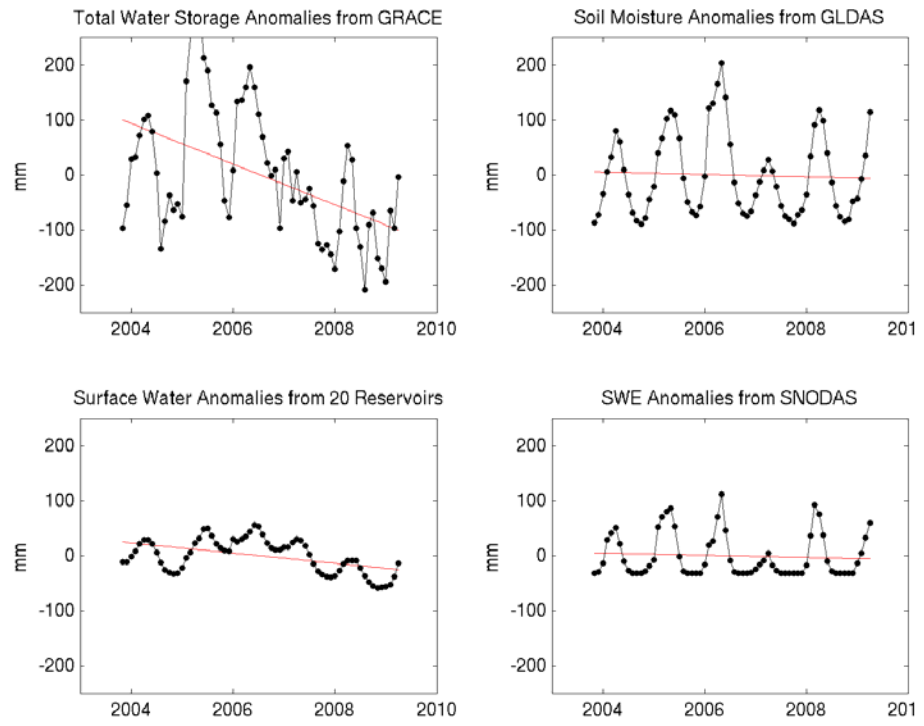 Total Water Storage Anomalies from GRACE
200
100
0
-100
-200
mm
2004 2006 2008 2010
Soil Moisture Anomalies from GLDAS
200
100
0
-100
-200
mm
2004 2006 2008 201
Surface Water Anomalies from 20 Reservoirs
200
100
0
-100
-200
mm
2004 2006 2008 2010
SWE Anomalies from SNODAS
200
100
0
-100
-200
mm
2004 2006 2008 201